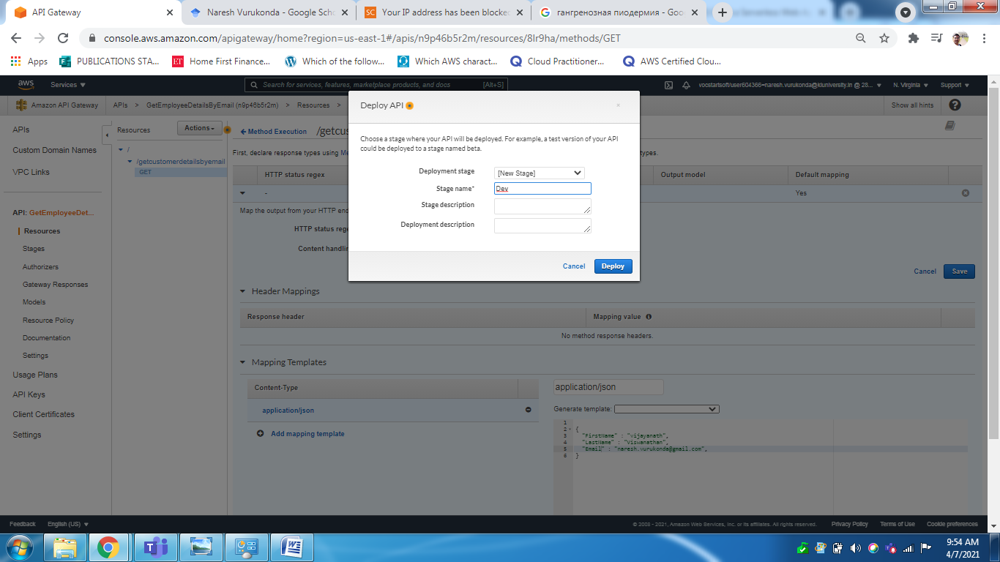 API Gateway
Naresh Vurukonda - Google Scho
Your IP address has been blocked
гангренозная пиодермия - Goo
console.aws.amazon.com/apigateway/home?region=us-east-1#/apis/n9p46b5r2m/resources/8lr9ha/methods/GET
Apps
PUBLICATIONS STA...
Home First Finance...
Which of the follow...
Which AWS charact...
Cloud Practitioner...
AWS Certified Clou...
aws
Services
Search for services, features, marketplace products, and docs
[Alt+S]
vocstartsoft/user604366=naresh.vurukonda@kluniversity.in @ 28...
N. Virginia
Support
Amazon API Gateway
APIs > GetEmployeeDetailsByEmail (n9p46b5r2m) > Resources >
Show all hints
Deploy API
Choose a stage where your API will be deployed. For example, a test version of your API
could be deployed to a stage named beta.
Deployment stage
[New Stage]
Stage name*
Dev
Stage description
Deployment description
Cancel
Deploy
APIs
Custom Domain Names
VPC Links
API: GetEmployeeDet...
Resources
Stages
Authorizers
Gateway Responses
Models
Resource Policy
Documentation
Settings
Usage Plans
API Keys
Client Certificates
Settings
Resources
Actions
/
/getcustomerdetailsbyemail
GET
Method Execution
/getcus
First, declare response types using Me
types.
HTTP status regex
Output model
Default mapping
-
Yes
Map the output from your HTTP end
HTTP status rege
Content handlin
Cancel
Save
Header Mappings
Response header
Mapping value
No method response headers.
Mapping Templates
Content-Type
application/json
Add mapping template
application/json
Generate template:
1
2 {
3 "FirstName" : "Vijayanath",
4 "LastName" : "Viswanathan",
5 "Email" : "naresh.vurukonda@gmail.com",
6 }
Feedback
English (US)
© 2008 - 2021, Amazon Web Services, Inc. or its affiliates. All rights reserved.
Privacy Policy
Terms of Use
Cookie preferences
9:54 AM
4/7/2021